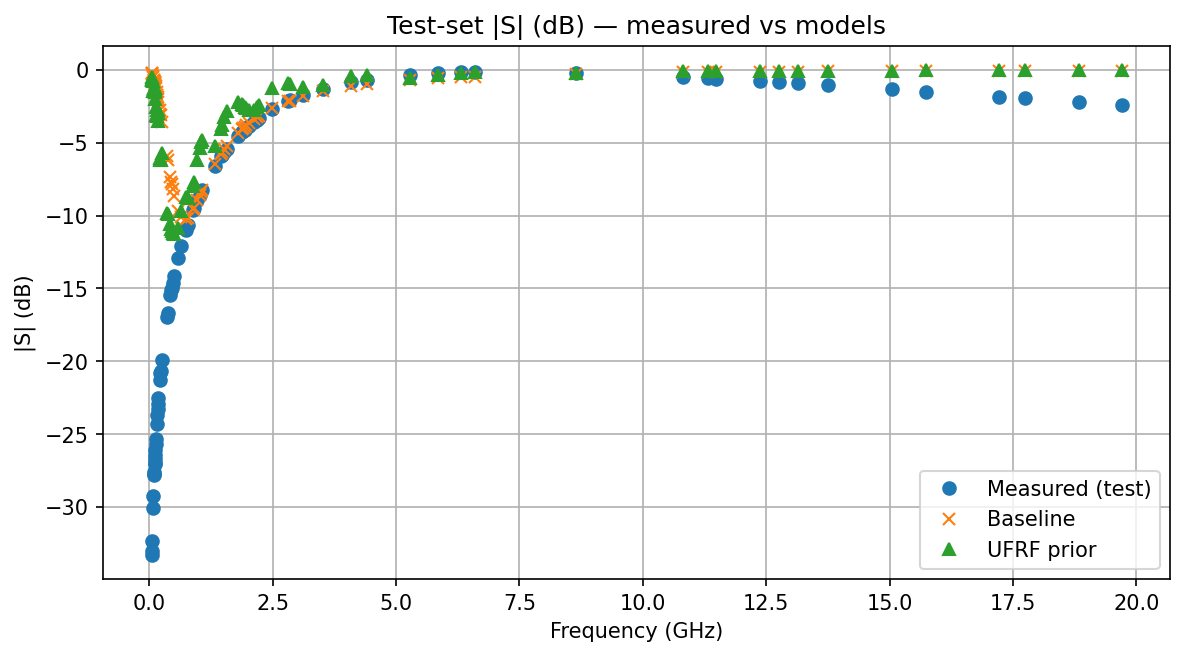 Test-set |S| (dB) — measured vs models
|S| (dB)
0
−5
−10
−15
−20
−25
−30
Measured (test)
Baseline
UFRF prior
0.0 2.5 5.0 7.5 10.0 12.5 15.0 17.5 20.0
Frequency (GHz)